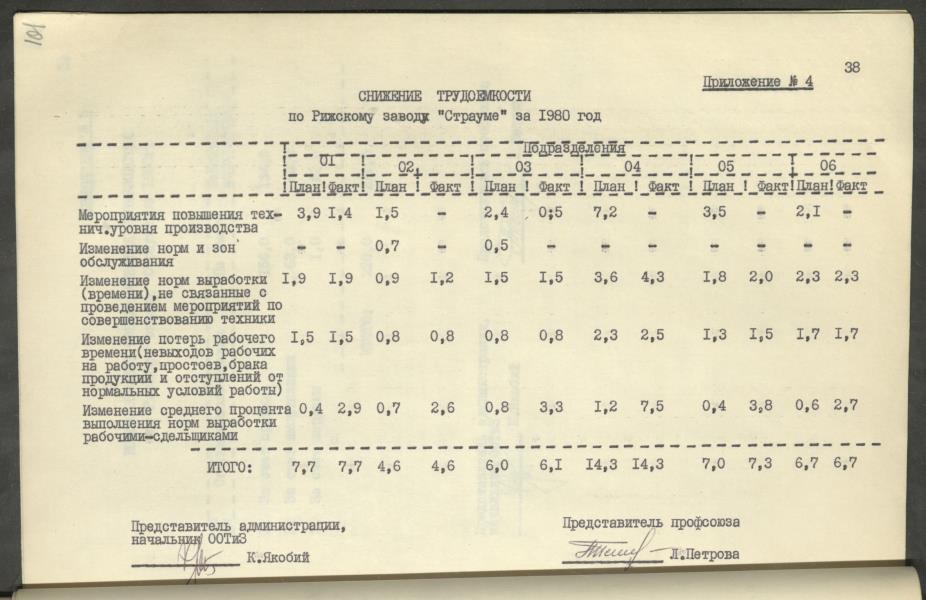 101
38
Приложение № 4
СНИЖЕНИЕ ТРУДОЕМКОСТИ
по Рижскому заводу "Страуме" за 1980 год
Подразделения
01 02 03 04 05 06
План Факт План Факт План Факт План Факт План Факт План Факт
Мероприятия повышения тех- 3,9 1,4 1,5 - 2,4 0,5 7,2 - 3,5 - 2,1 -
нич.уровня производства
Изменение норм и зон - - 0,7 - 0,5 - - - - - - -
обслуживания
Изменение норм выработки 1,9 1,9 0,9 1,2 1,5 1,5 3,6 4,3 1,8 2,0 2,3 2,3
(времени),не связанные с
проведением мероприятий по
совершенствованию техники
Изменение потерь рабочего 1,5 1,5 0,8 0,8 0,8 0,8 2,3 2,5 1,3 1,5 1,7 1,7
времени(невыходов рабочих
на работу,простоев,брака
продукции и отступлений от
нормальных условий работы)
Изменение среднего процента 0,4 2,9 0,7 2,6 0,8 3,3 1,2 7,5 0,4 3,8 0,6 2,7
выполнения норм выработки
рабочими-сдельщиками
ИТОГО: 7,7 7,7 4,6 4,6 6,0 6,1 14,3 14,3 7,0 7,3 6,7 6,7
Представитель администрации,
начальник ООТиЗ
К.Якобий
Представитель профсоюза
Л.Петрова